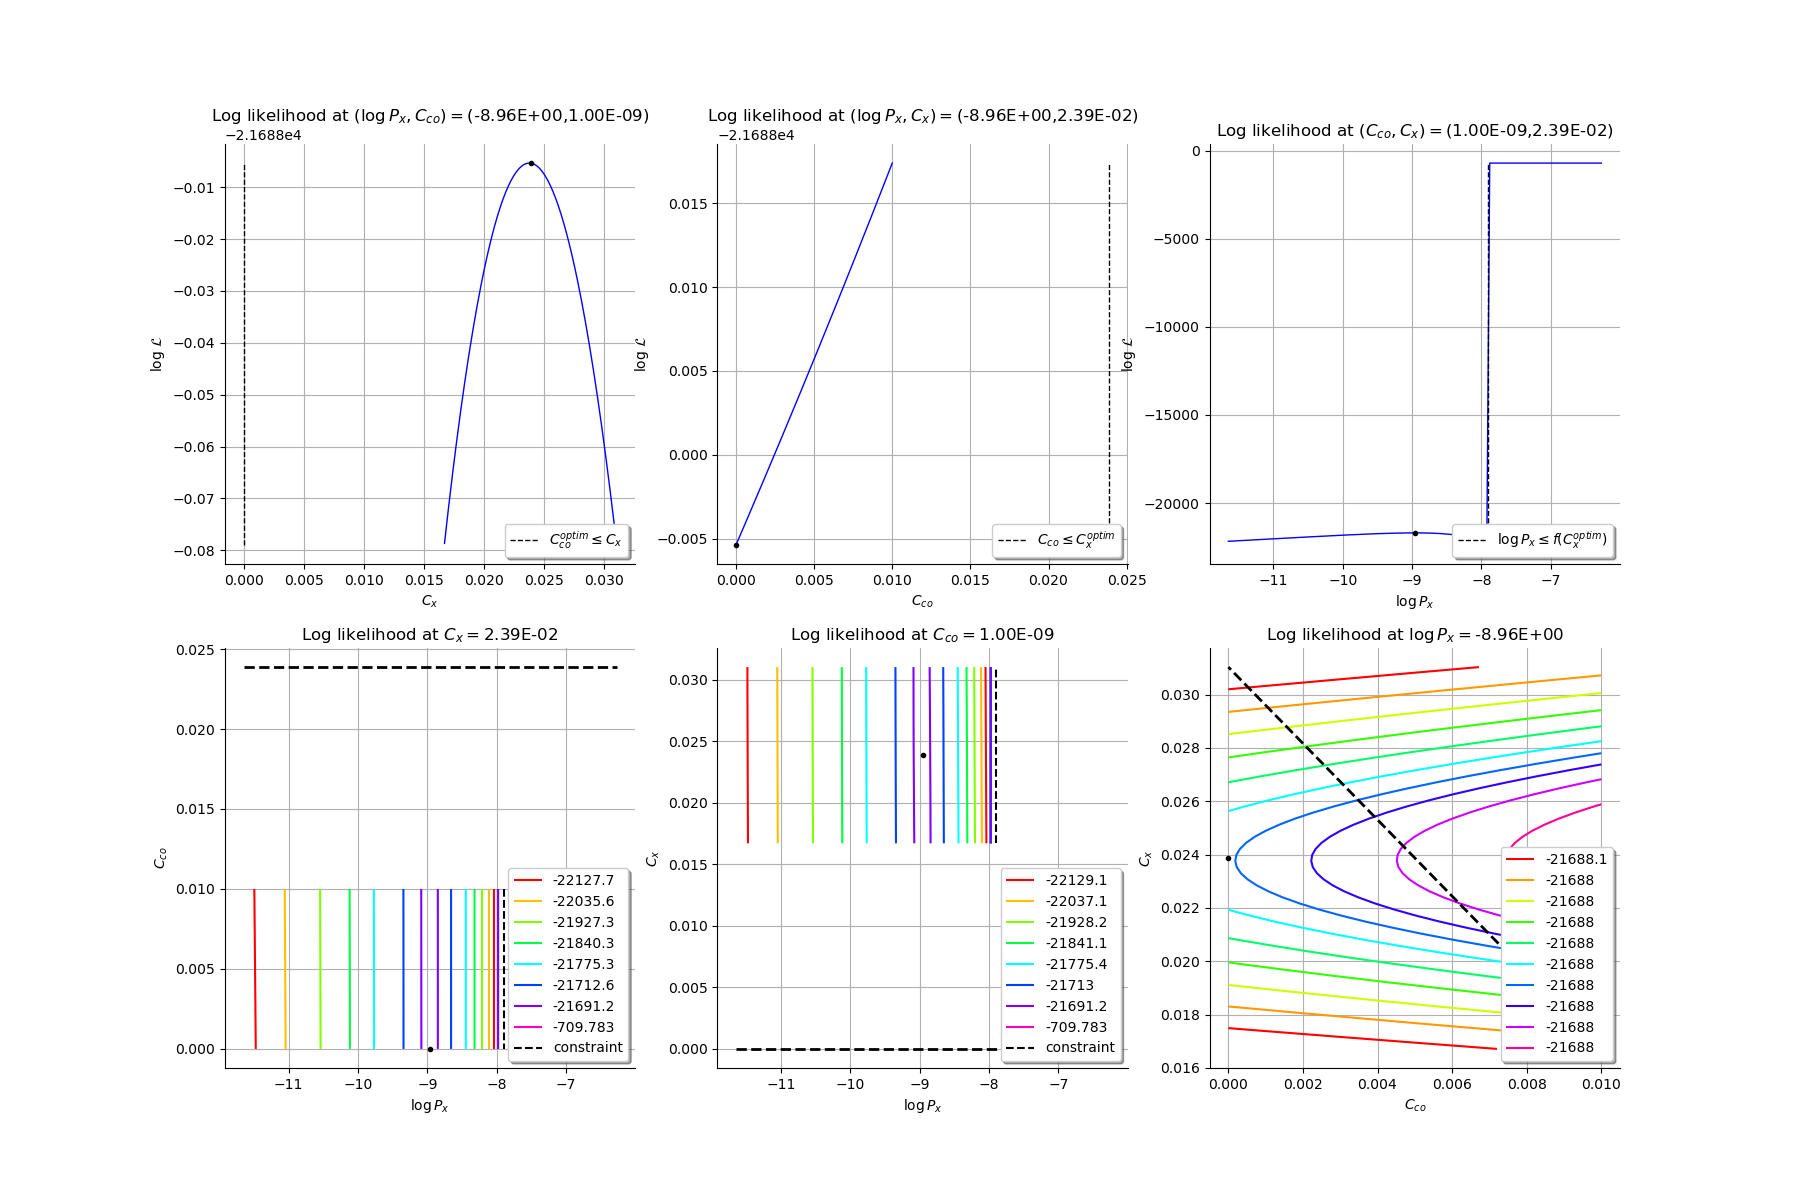 Log likelihood at (log P_x, C_co) = (-8.96E+00,1.00E-09)
−2.1688e4
−0.01
−0.02
−0.03
−0.04
−0.05
−0.06
−0.07
−0.08
log ℒ
C_co^optim ≤ C_x
0.000 0.005 0.010 0.015 0.020 0.025 0.030
C_x
Log likelihood at (log P_x, C_x) = (-8.96E+00,2.39E-02)
−2.1688e4
0.015
0.010
0.005
0.000
−0.005
log ℒ
C_co ≤ C_x^optim
0.000 0.005 0.010 0.015 0.020 0.025
C_co
Log likelihood at (C_co, C_x) = (1.00E-09,2.39E-02)
0
−5000
−10000
−15000
−20000
log ℒ
log P_x ≤ f(C_x^optim)
−11 −10 −9 −8 −7
log P_x
Log likelihood at C_x = 2.39E-02
0.025
0.020
0.015
0.010
0.005
0.000
C_co
-22127.7
-22035.6
-21927.3
-21840.3
-21775.3
-21712.6
-21691.2
-709.783
constraint
−11 −10 −9 −8 −7
log P_x
Log likelihood at C_co = 1.00E-09
0.030
0.025
0.020
0.015
0.010
0.005
0.000
C_x
-22129.1
-22037.1
-21928.2
-21841.1
-21775.4
-21713
-21691.2
-709.783
constraint
−11 −10 −9 −8 −7
log P_x
Log likelihood at log P_x = -8.96E+00
0.030
0.028
0.026
0.024
0.022
0.020
0.018
0.016
C_x
-21688.1
-21688
-21688
-21688
-21688
-21688
-21688
-21688
-21688
-21688
0.000 0.002 0.004 0.006 0.008 0.010
C_co